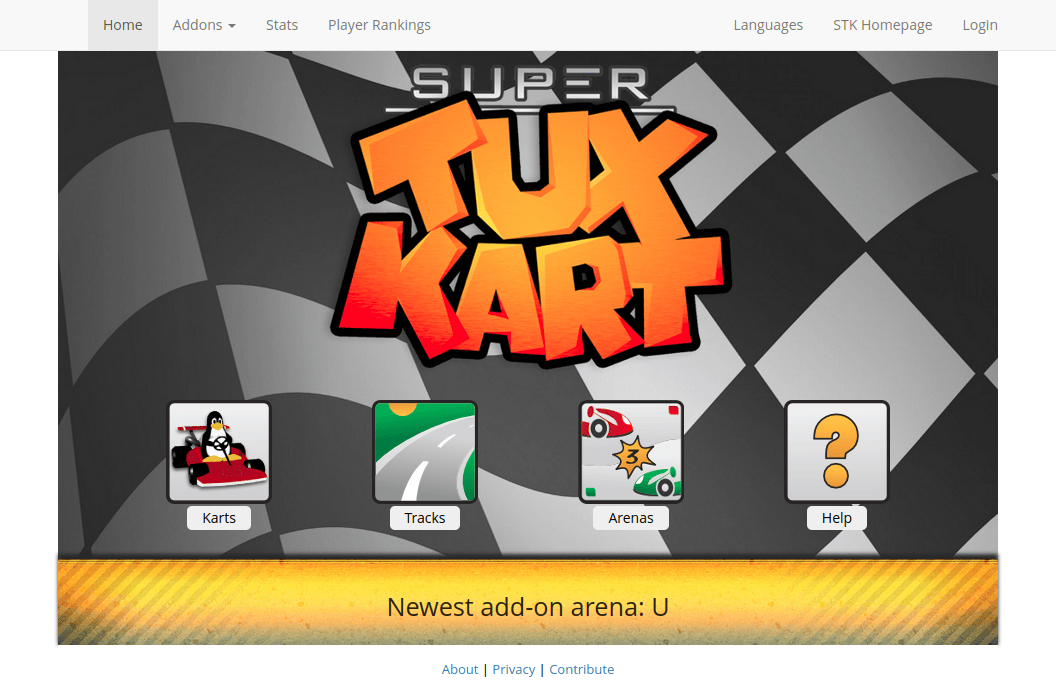 Home Addons Stats Player Rankings Languages STK Homepage Login
SUPER
TUX
KART
3
Karts Tracks Arenas Help
Newest add-on arena: U
About | Privacy | Contribute